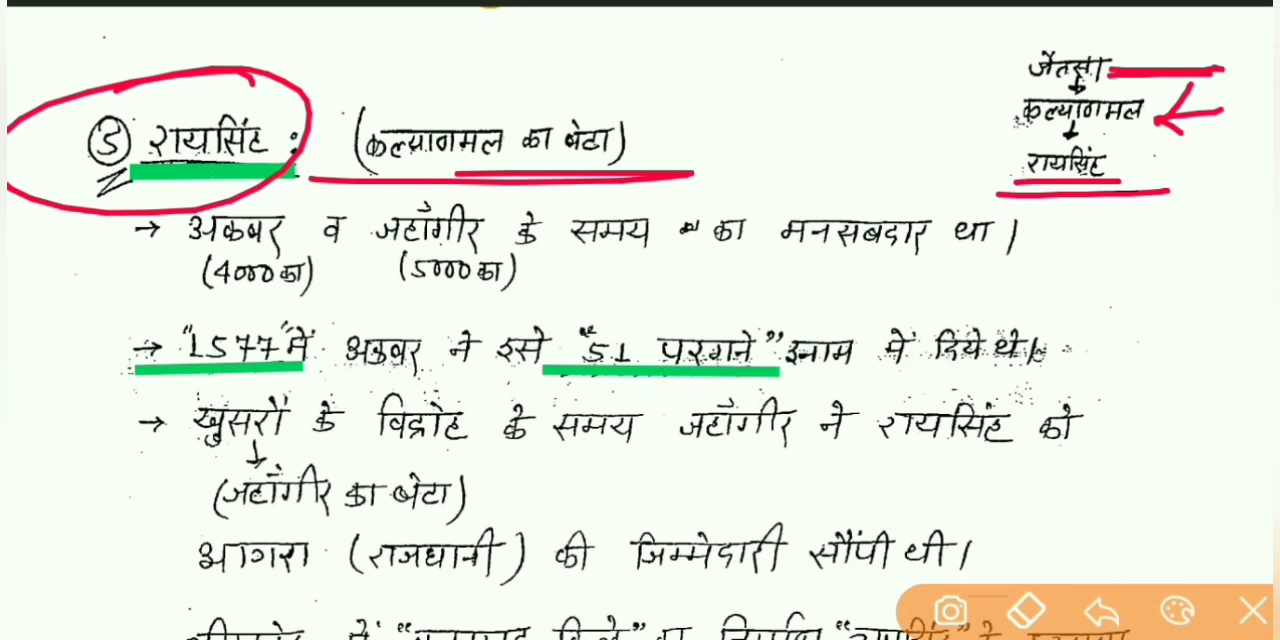 जैतसी
↓
कल्याणमल
↓
रायसिंह
⑤ रायसिंह : (कल्याणमल का बेटा)
→ अकबर व जहाँगीर के समय का मनसबदार था।
(4000 का) (5000 का)
→ "1577" में अकबर ने इसे "51 परगने" इनाम में दिये थे।
→ खुसरों के विद्रोह के समय जहाँगीर ने रायसिंह को
↓
(जहाँगीर का बेटा)
आगरा (राजधानी) की जिम्मेदारी सौंपी थी।